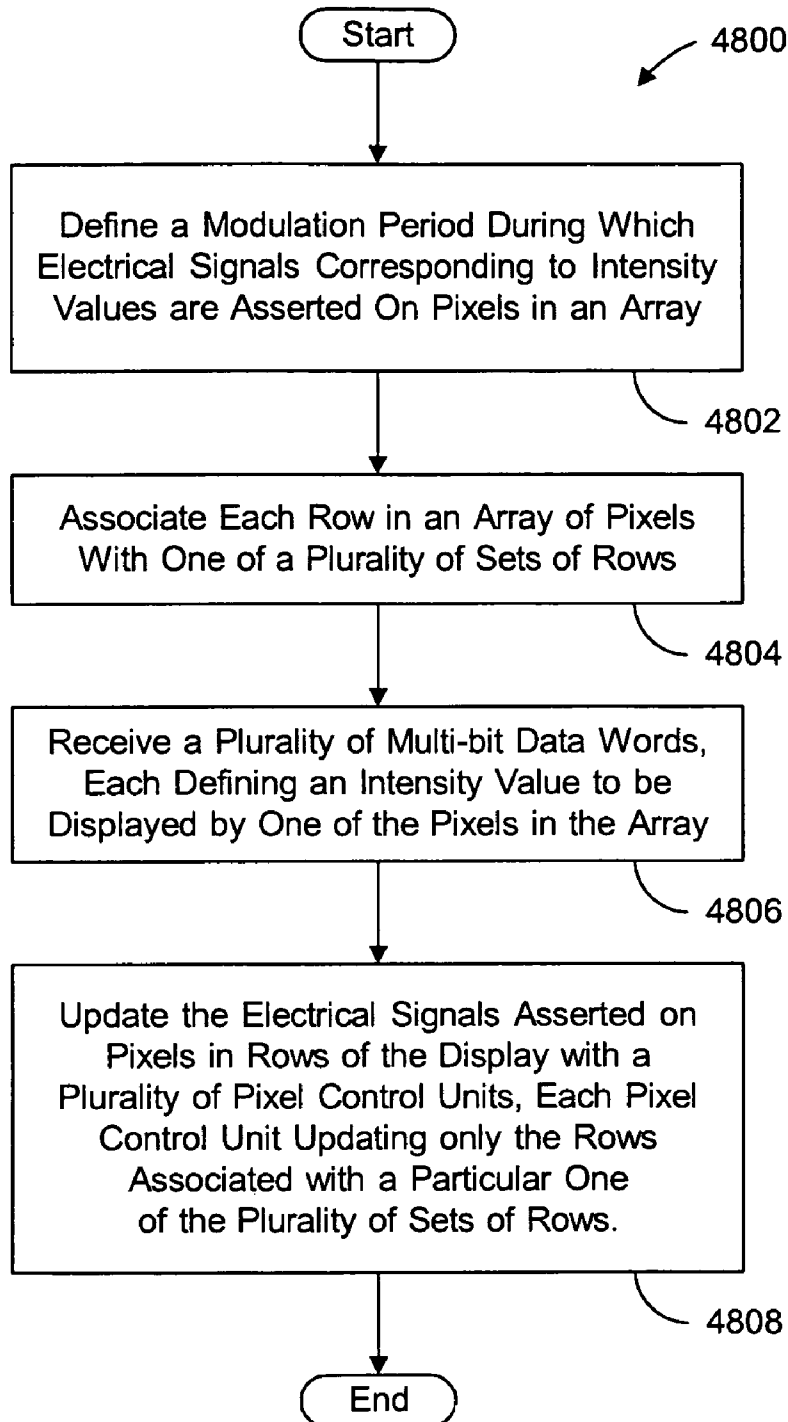 Start
4800
Define a Modulation Period During Which
Electrical Signals Corresponding to Intensity
Values are Asserted On Pixels in an Array
4802
Associate Each Row in an Array of Pixels
With One of a Plurality of Sets of Rows
4804
Receive a Plurality of Multi-bit Data Words,
Each Defining an Intensity Value to be
Displayed by One of the Pixels in the Array
4806
Update the Electrical Signals Asserted on
Pixels in Rows of the Display with a
Plurality of Pixel Control Units, Each Pixel
Control Unit Updating only the Rows
Associated with a Particular One
of the Plurality of Sets of Rows.
4808
End